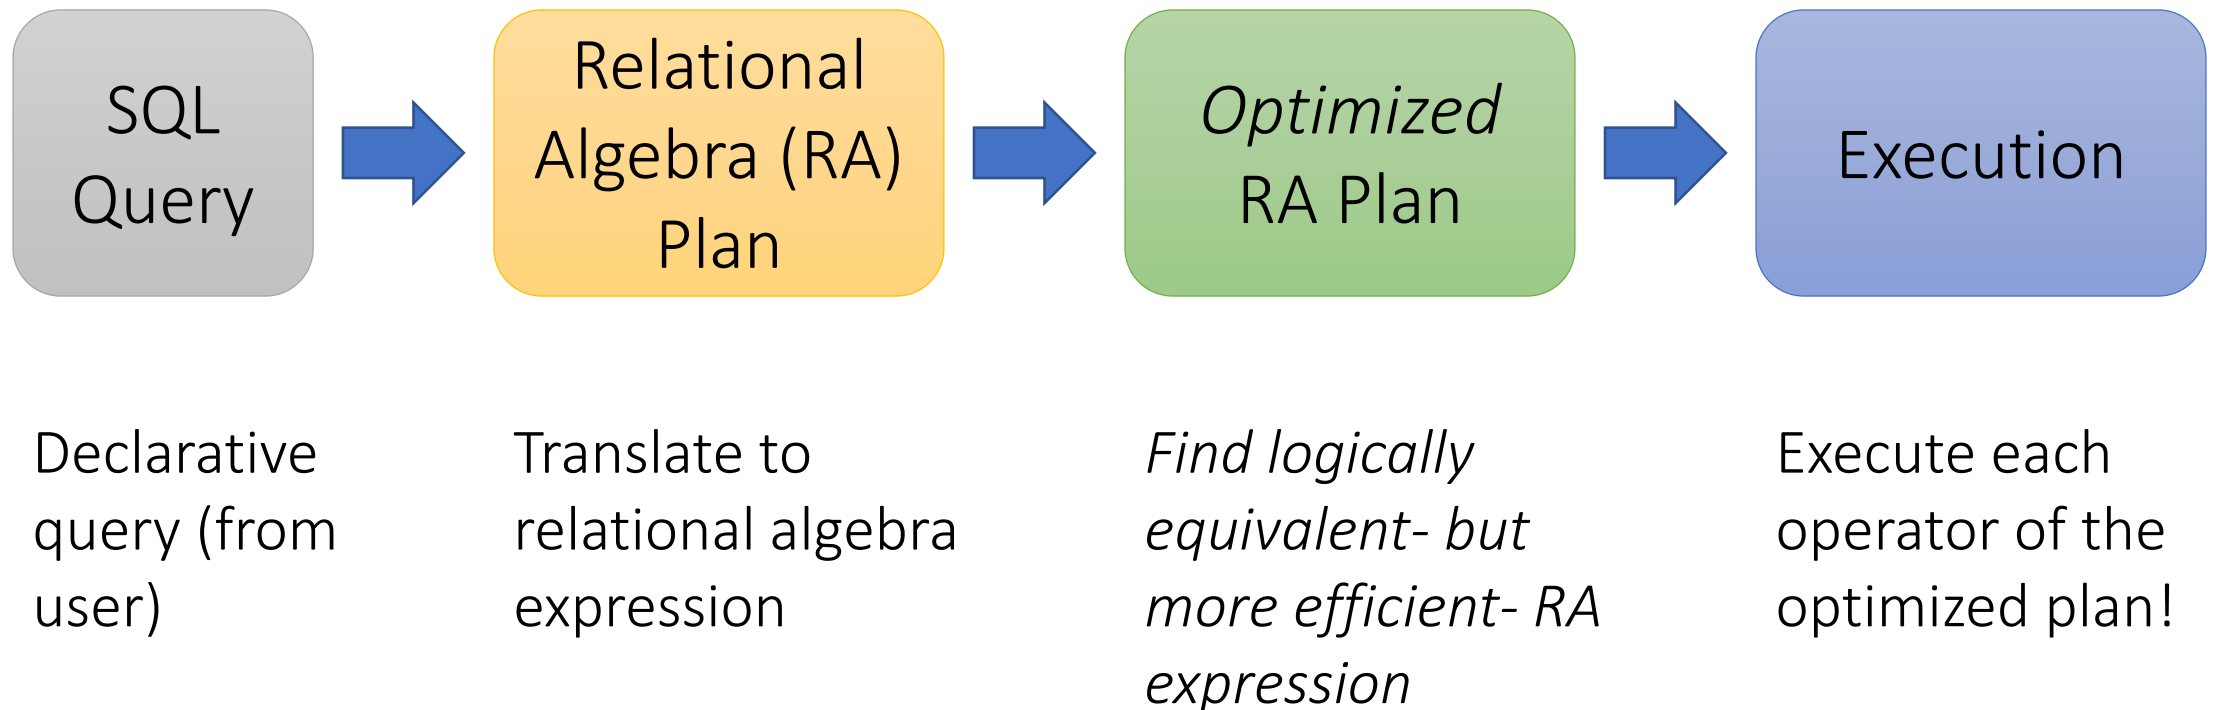 SQL
Query
Relational
Algebra (RA)
Plan
Optimized
RA Plan
Execution
Declarative
query (from
user)
Translate to
relational algebra
expression
Find logically
equivalent- but
more efficient- RA
expression
Execute each
operator of the
optimized plan!